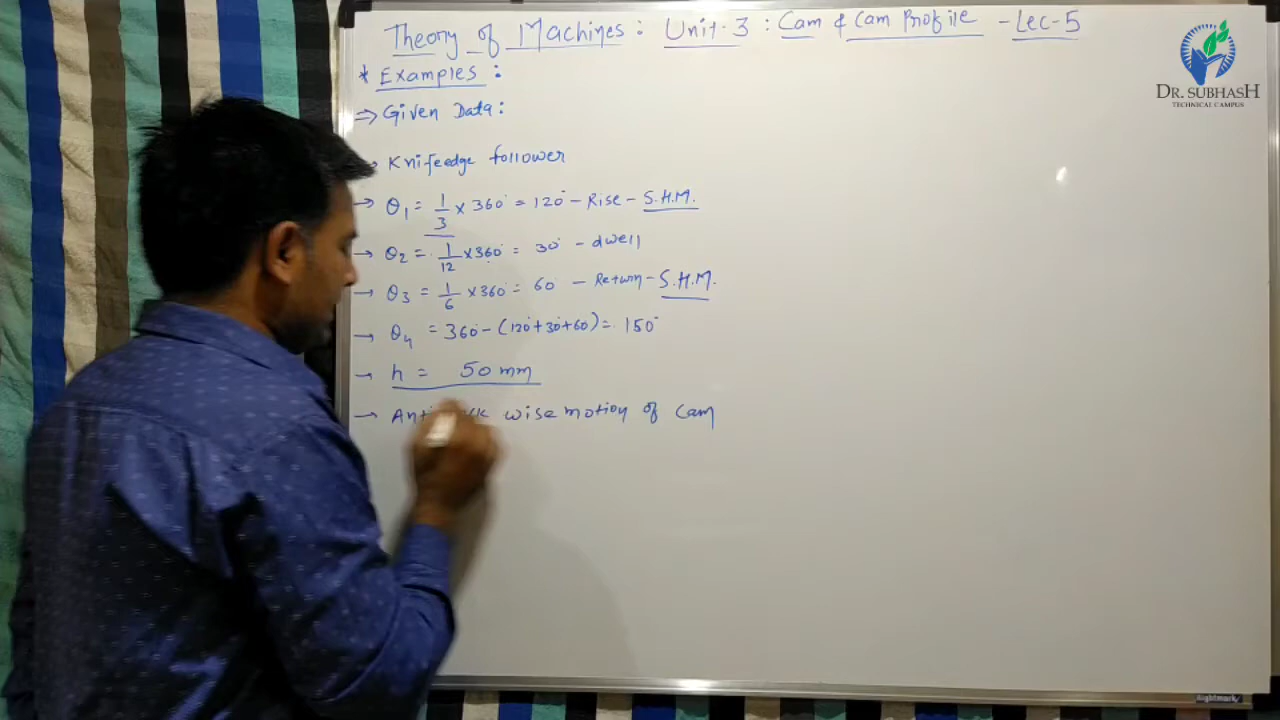 Theory of Machines: Unit-3 : Cam & Cam Profile - Lec-5
* Examples :
⇒ Given Data :
→ Knifeedge follower
→ θ1 = 1/3 × 360° = 120° - Rise - S.H.M.
→ θ2 = 1/12 × 360° = 30° - dwell
→ θ3 = 1/6 × 360° = 60° - Return - S.H.M.
→ θ4 = 360° - (120°+30°+60°) = 150°
→ h = 50 mm
→ wise motion of Cam
DR. SUBHASH
TECHNICAL CAMPUS
Rightmark